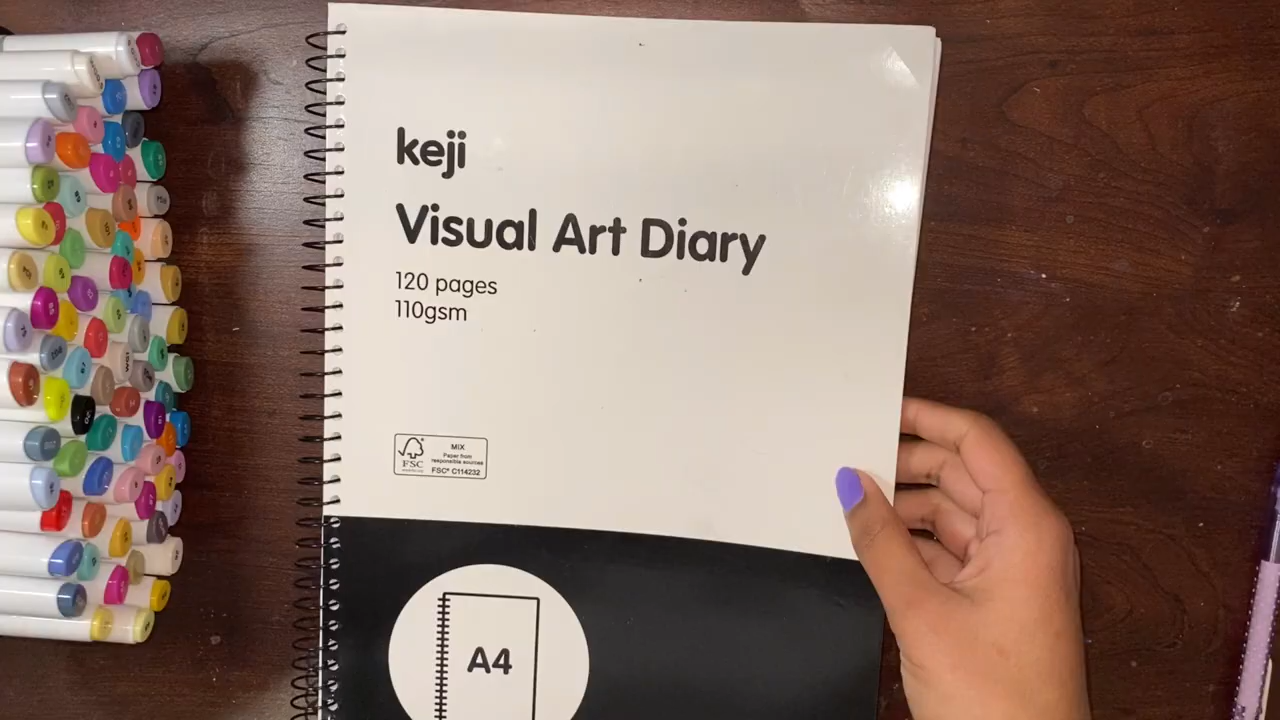 keji
Visual Art Diary
120 pages
110gsm
MIX
Paper from
responsible sources
FSC
FSC® C114232
A4